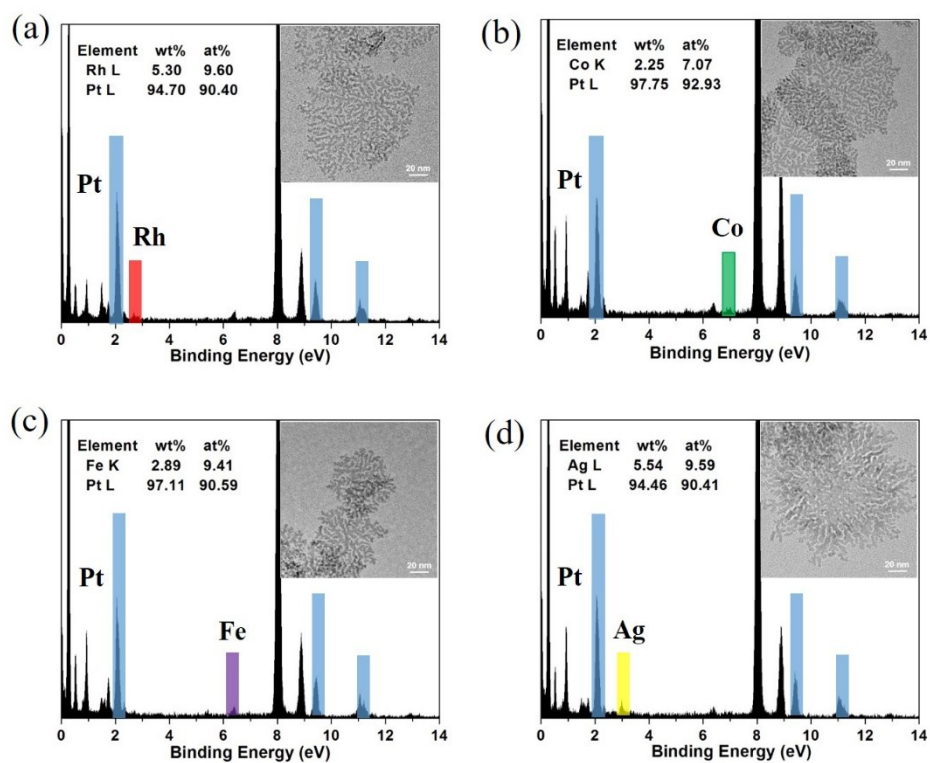 (a)
Element wt% at%
Rh L 5.30 9.60
Pt L 94.70 90.40
Pt
Rh
20 nm
0 2 4 6 8 10 12 14
Binding Energy (eV)
(b)
Element wt% at%
Co K 2.25 7.07
Pt L 97.75 92.93
Pt
Co
20 nm
0 2 4 6 8 10 12 14
Binding Energy (eV)
(c)
Element wt% at%
Fe K 2.89 9.41
Pt L 97.11 90.59
Pt
Fe
20 nm
0 2 4 6 8 10 12 14
Binding Energy (eV)
(d)
Element wt% at%
Ag L 5.54 9.59
Pt L 94.46 90.41
Pt
Ag
20 nm
0 2 4 6 8 10 12 14
Binding Energy (eV)